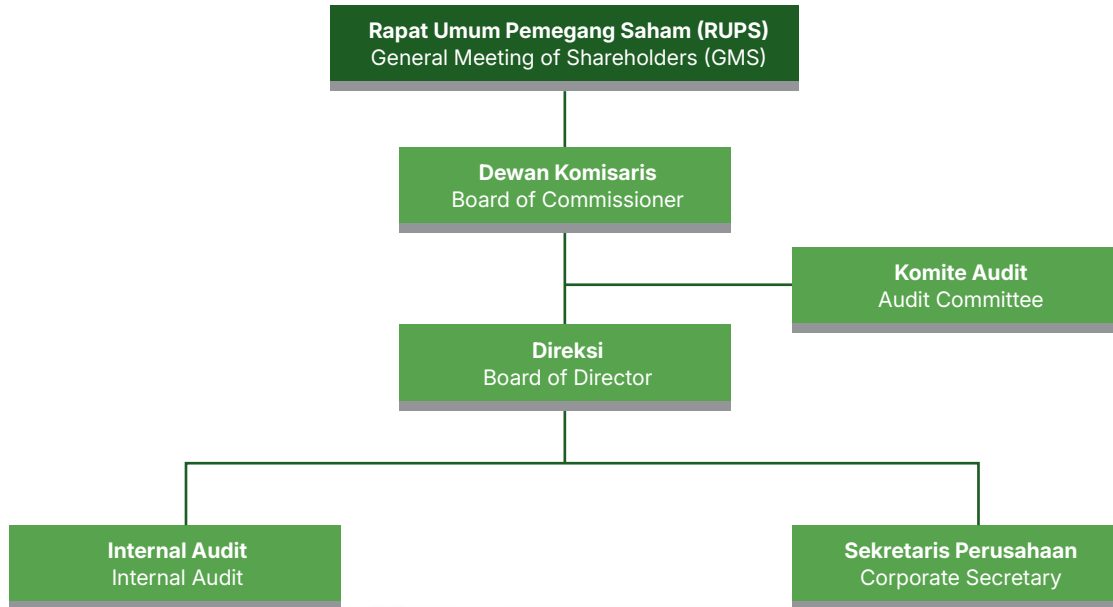 Rapat Umum Pemegang Saham (RUPS)
General Meeting of Shareholders (GMS)
Dewan Komisaris
Board of Commissioner
Komite Audit
Audit Committee
Direksi
Board of Director
Internal Audit
Internal Audit
Sekretaris Perusahaan
Corporate Secretary